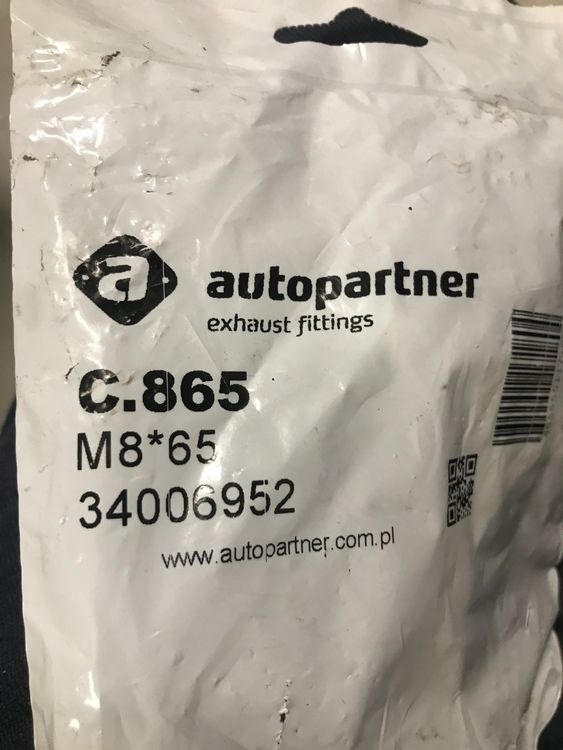 a
autopartner
exhaust fittings
C.865
M8*65
34006952
www.autopartner.com.pl